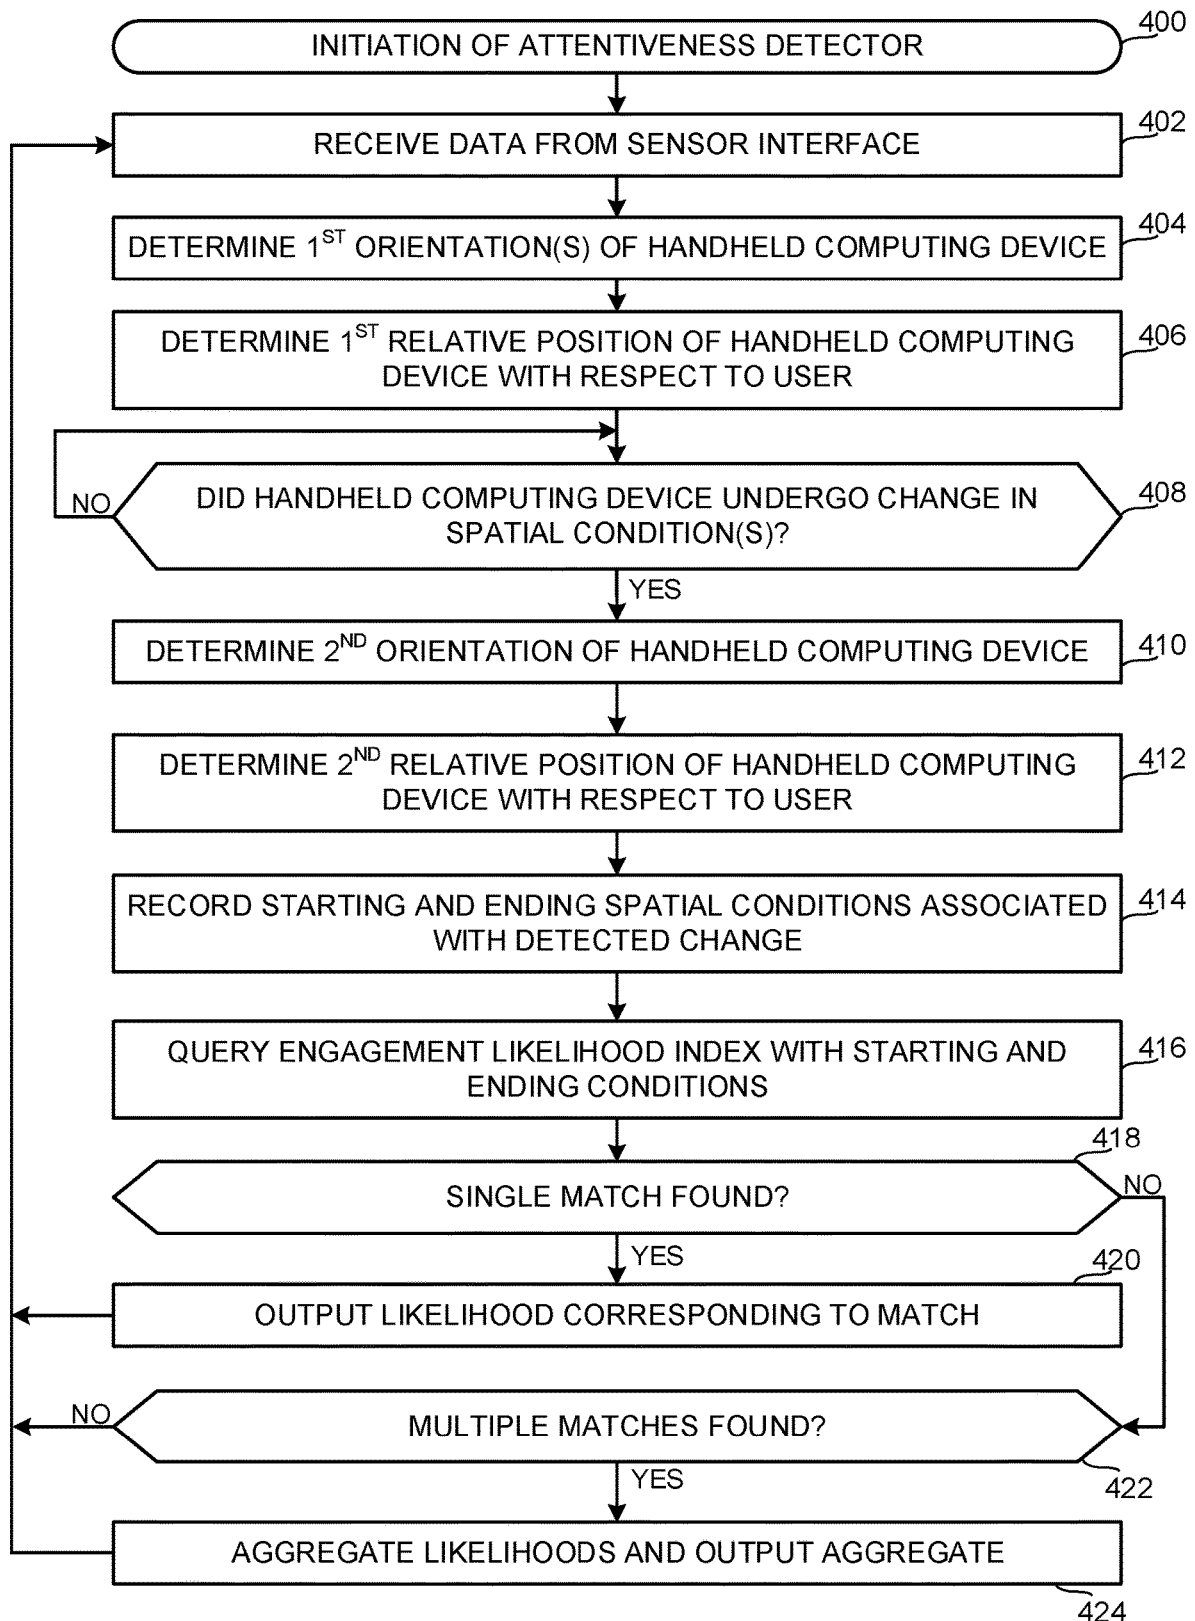 400
INITIATION OF ATTENTIVENESS DETECTOR
402
RECEIVE DATA FROM SENSOR INTERFACE
404
DETERMINE 1ST ORIENTATION(S) OF HANDHELD COMPUTING DEVICE
406
DETERMINE 1ST RELATIVE POSITION OF HANDHELD COMPUTING
DEVICE WITH RESPECT TO USER
408
NO
DID HANDHELD COMPUTING DEVICE UNDERGO CHANGE IN
SPATIAL CONDITION(S)?
YES
410
DETERMINE 2ND ORIENTATION OF HANDHELD COMPUTING DEVICE
412
DETERMINE 2ND RELATIVE POSITION OF HANDHELD COMPUTING
DEVICE WITH RESPECT TO USER
414
RECORD STARTING AND ENDING SPATIAL CONDITIONS ASSOCIATED
WITH DETECTED CHANGE
416
QUERY ENGAGEMENT LIKELIHOOD INDEX WITH STARTING AND
ENDING CONDITIONS
418
SINGLE MATCH FOUND?
NO
YES
420
OUTPUT LIKELIHOOD CORRESPONDING TO MATCH
NO
MULTIPLE MATCHES FOUND?
YES
422
AGGREGATE LIKELIHOODS AND OUTPUT AGGREGATE
424